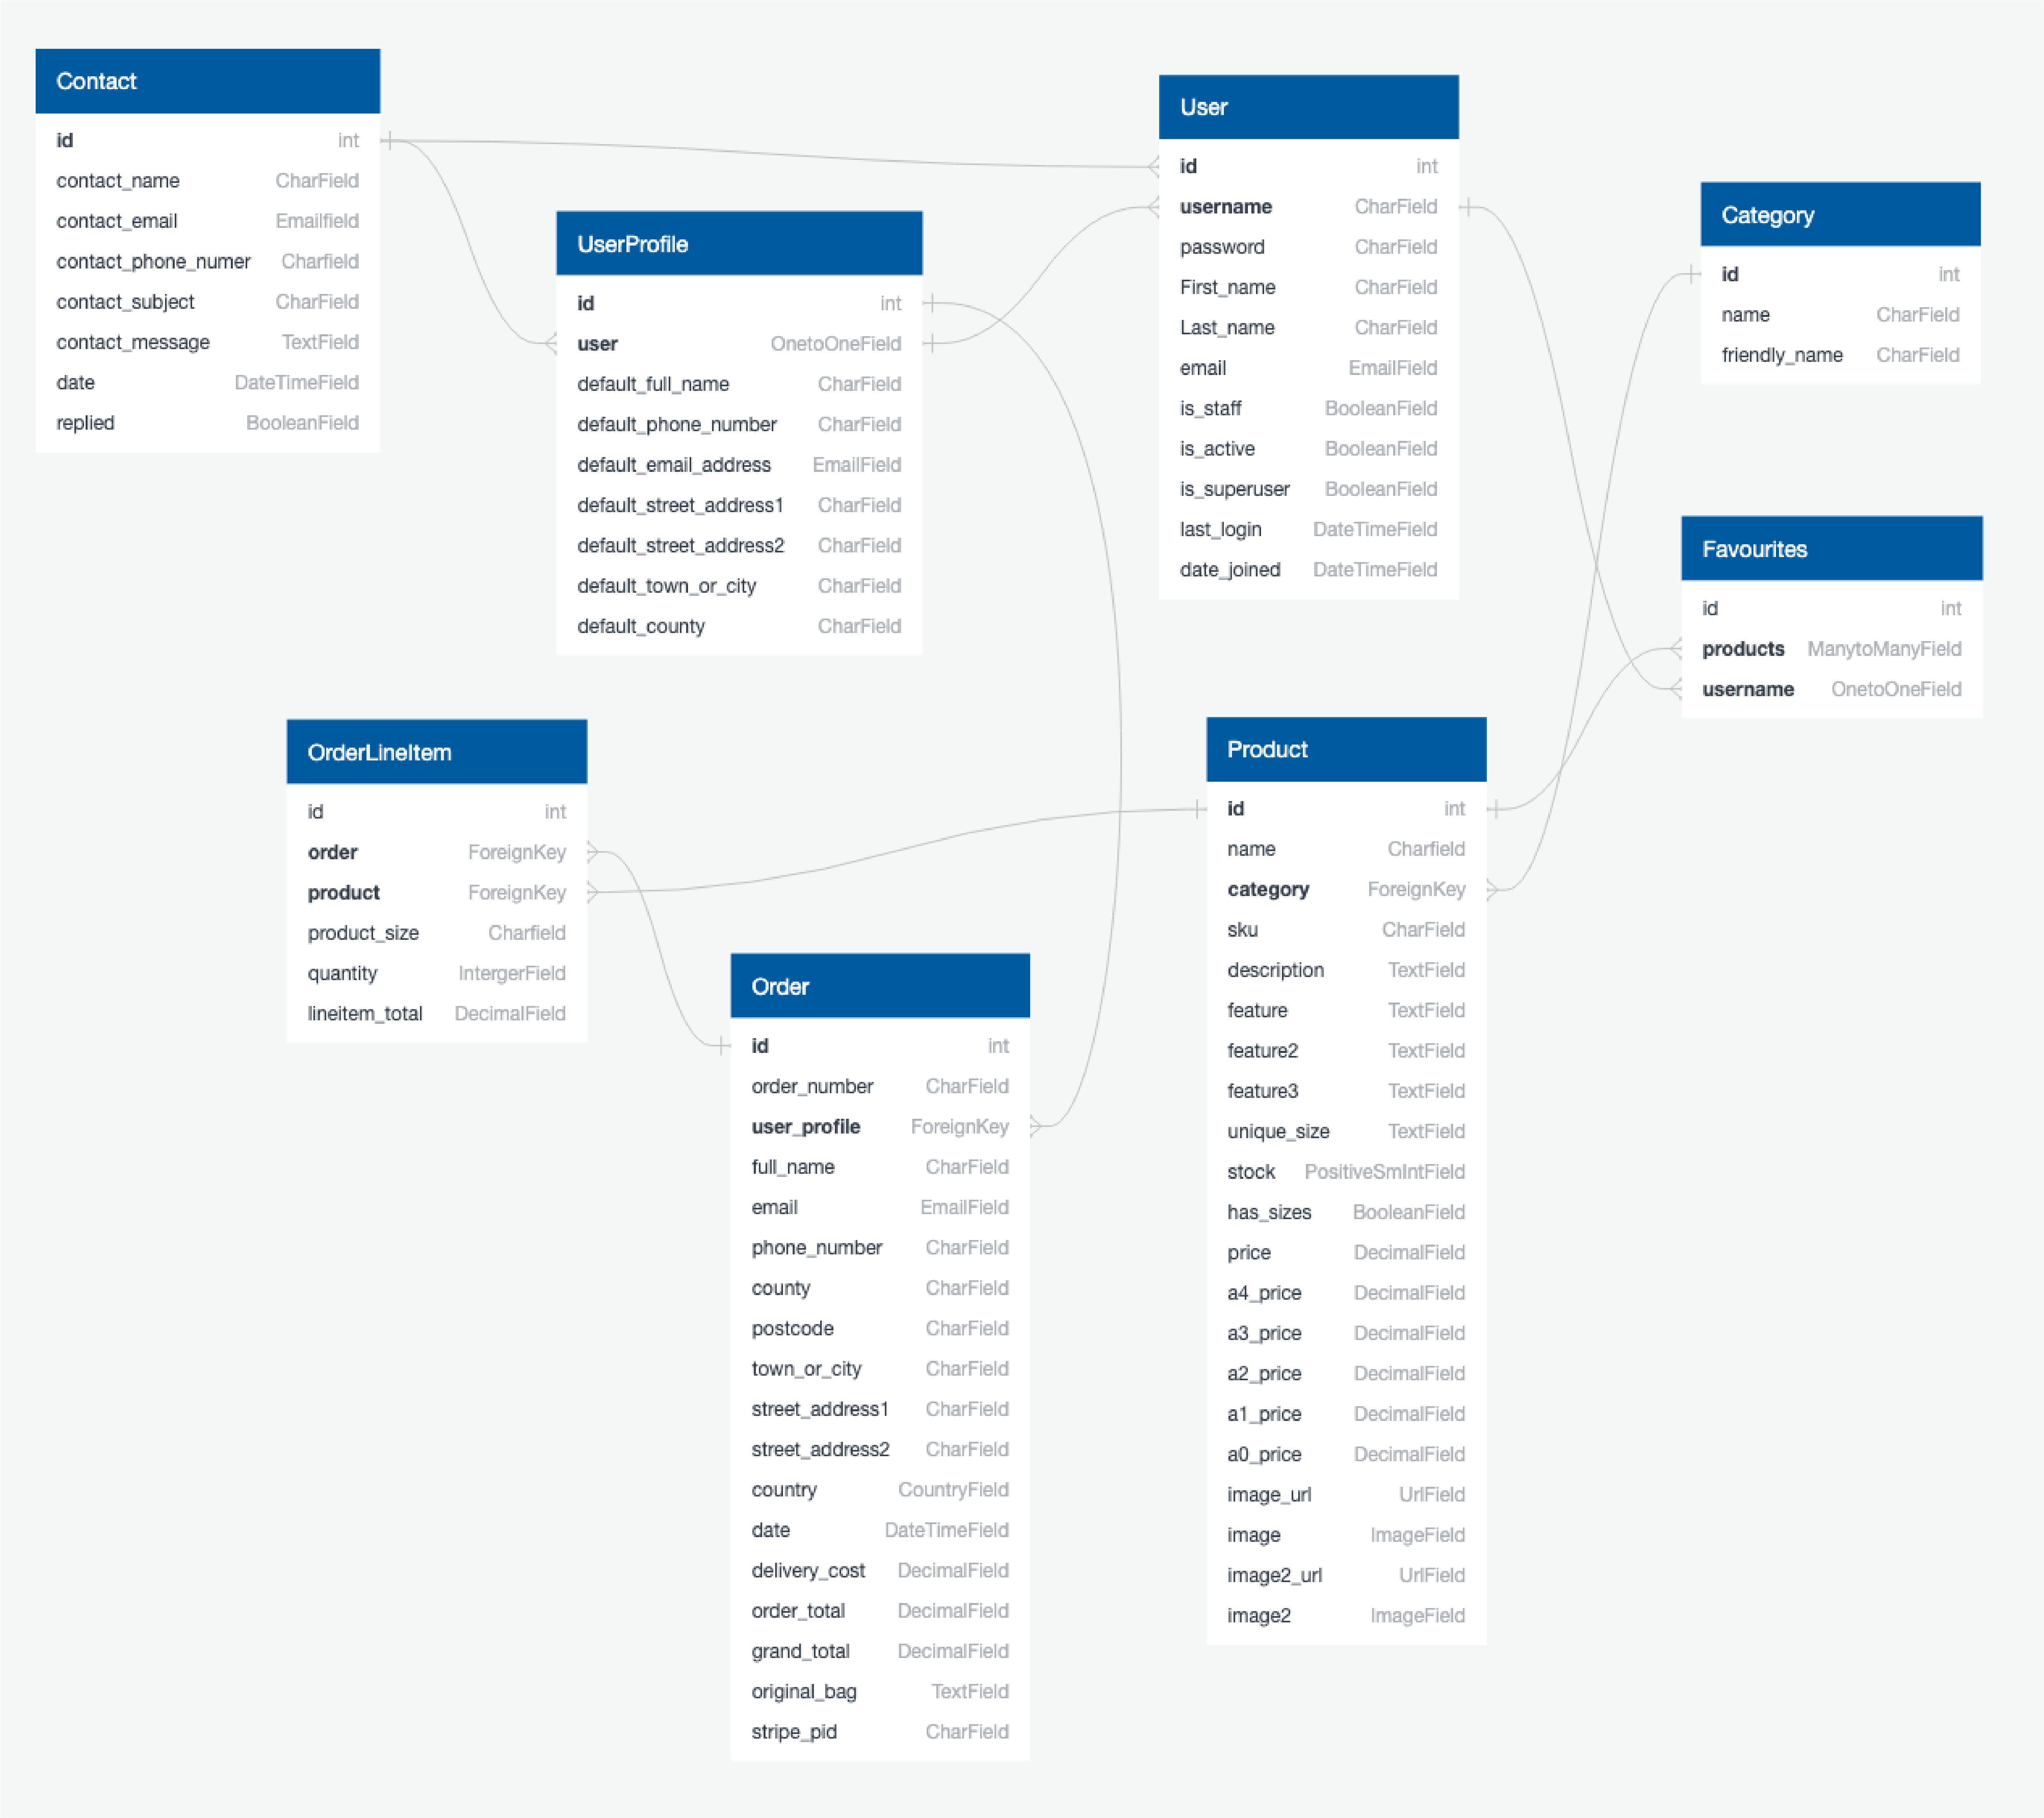 Contact
id int
contact_name CharField
contact_email Emailfield
contact_phone_numer Charfield
contact_subject CharField
contact_message TextField
date DateTimeField
replied BooleanField
UserProfile
id int
user OnetoOneField
default_full_name CharField
default_phone_number CharField
default_email_address EmailField
default_street_address1 CharField
default_street_address2 CharField
default_town_or_city CharField
default_county CharField
User
id int
username CharField
password CharField
First_name CharField
Last_name CharField
email EmailField
is_staff BooleanField
is_active BooleanField
is_superuser BooleanField
last_login DateTimeField
date_joined DateTimeField
Category
id int
name CharField
friendly_name CharField
Favourites
id int
products ManytoManyField
username OnetoOneField
OrderLineItem
id int
order ForeignKey
product ForeignKey
product_size Charfield
quantity IntergerField
lineitem_total DecimalField
Order
id int
order_number CharField
user_profile ForeignKey
full_name CharField
email EmailField
phone_number CharField
county CharField
postcode CharField
town_or_city CharField
street_address1 CharField
street_address2 CharField
country CountryField
date DateTimeField
delivery_cost DecimalField
order_total DecimalField
grand_total DecimalField
original_bag TextField
stripe_pid CharField
Product
id int
name Charfield
category ForeignKey
sku CharField
description TextField
feature TextField
feature2 TextField
feature3 TextField
unique_size TextField
stock PositiveSmIntField
has_sizes BooleanField
price DecimalField
a4_price DecimalField
a3_price DecimalField
a2_price DecimalField
a1_price DecimalField
a0_price DecimalField
image_url UrlField
image ImageField
image2_url UrlField
image2 ImageField